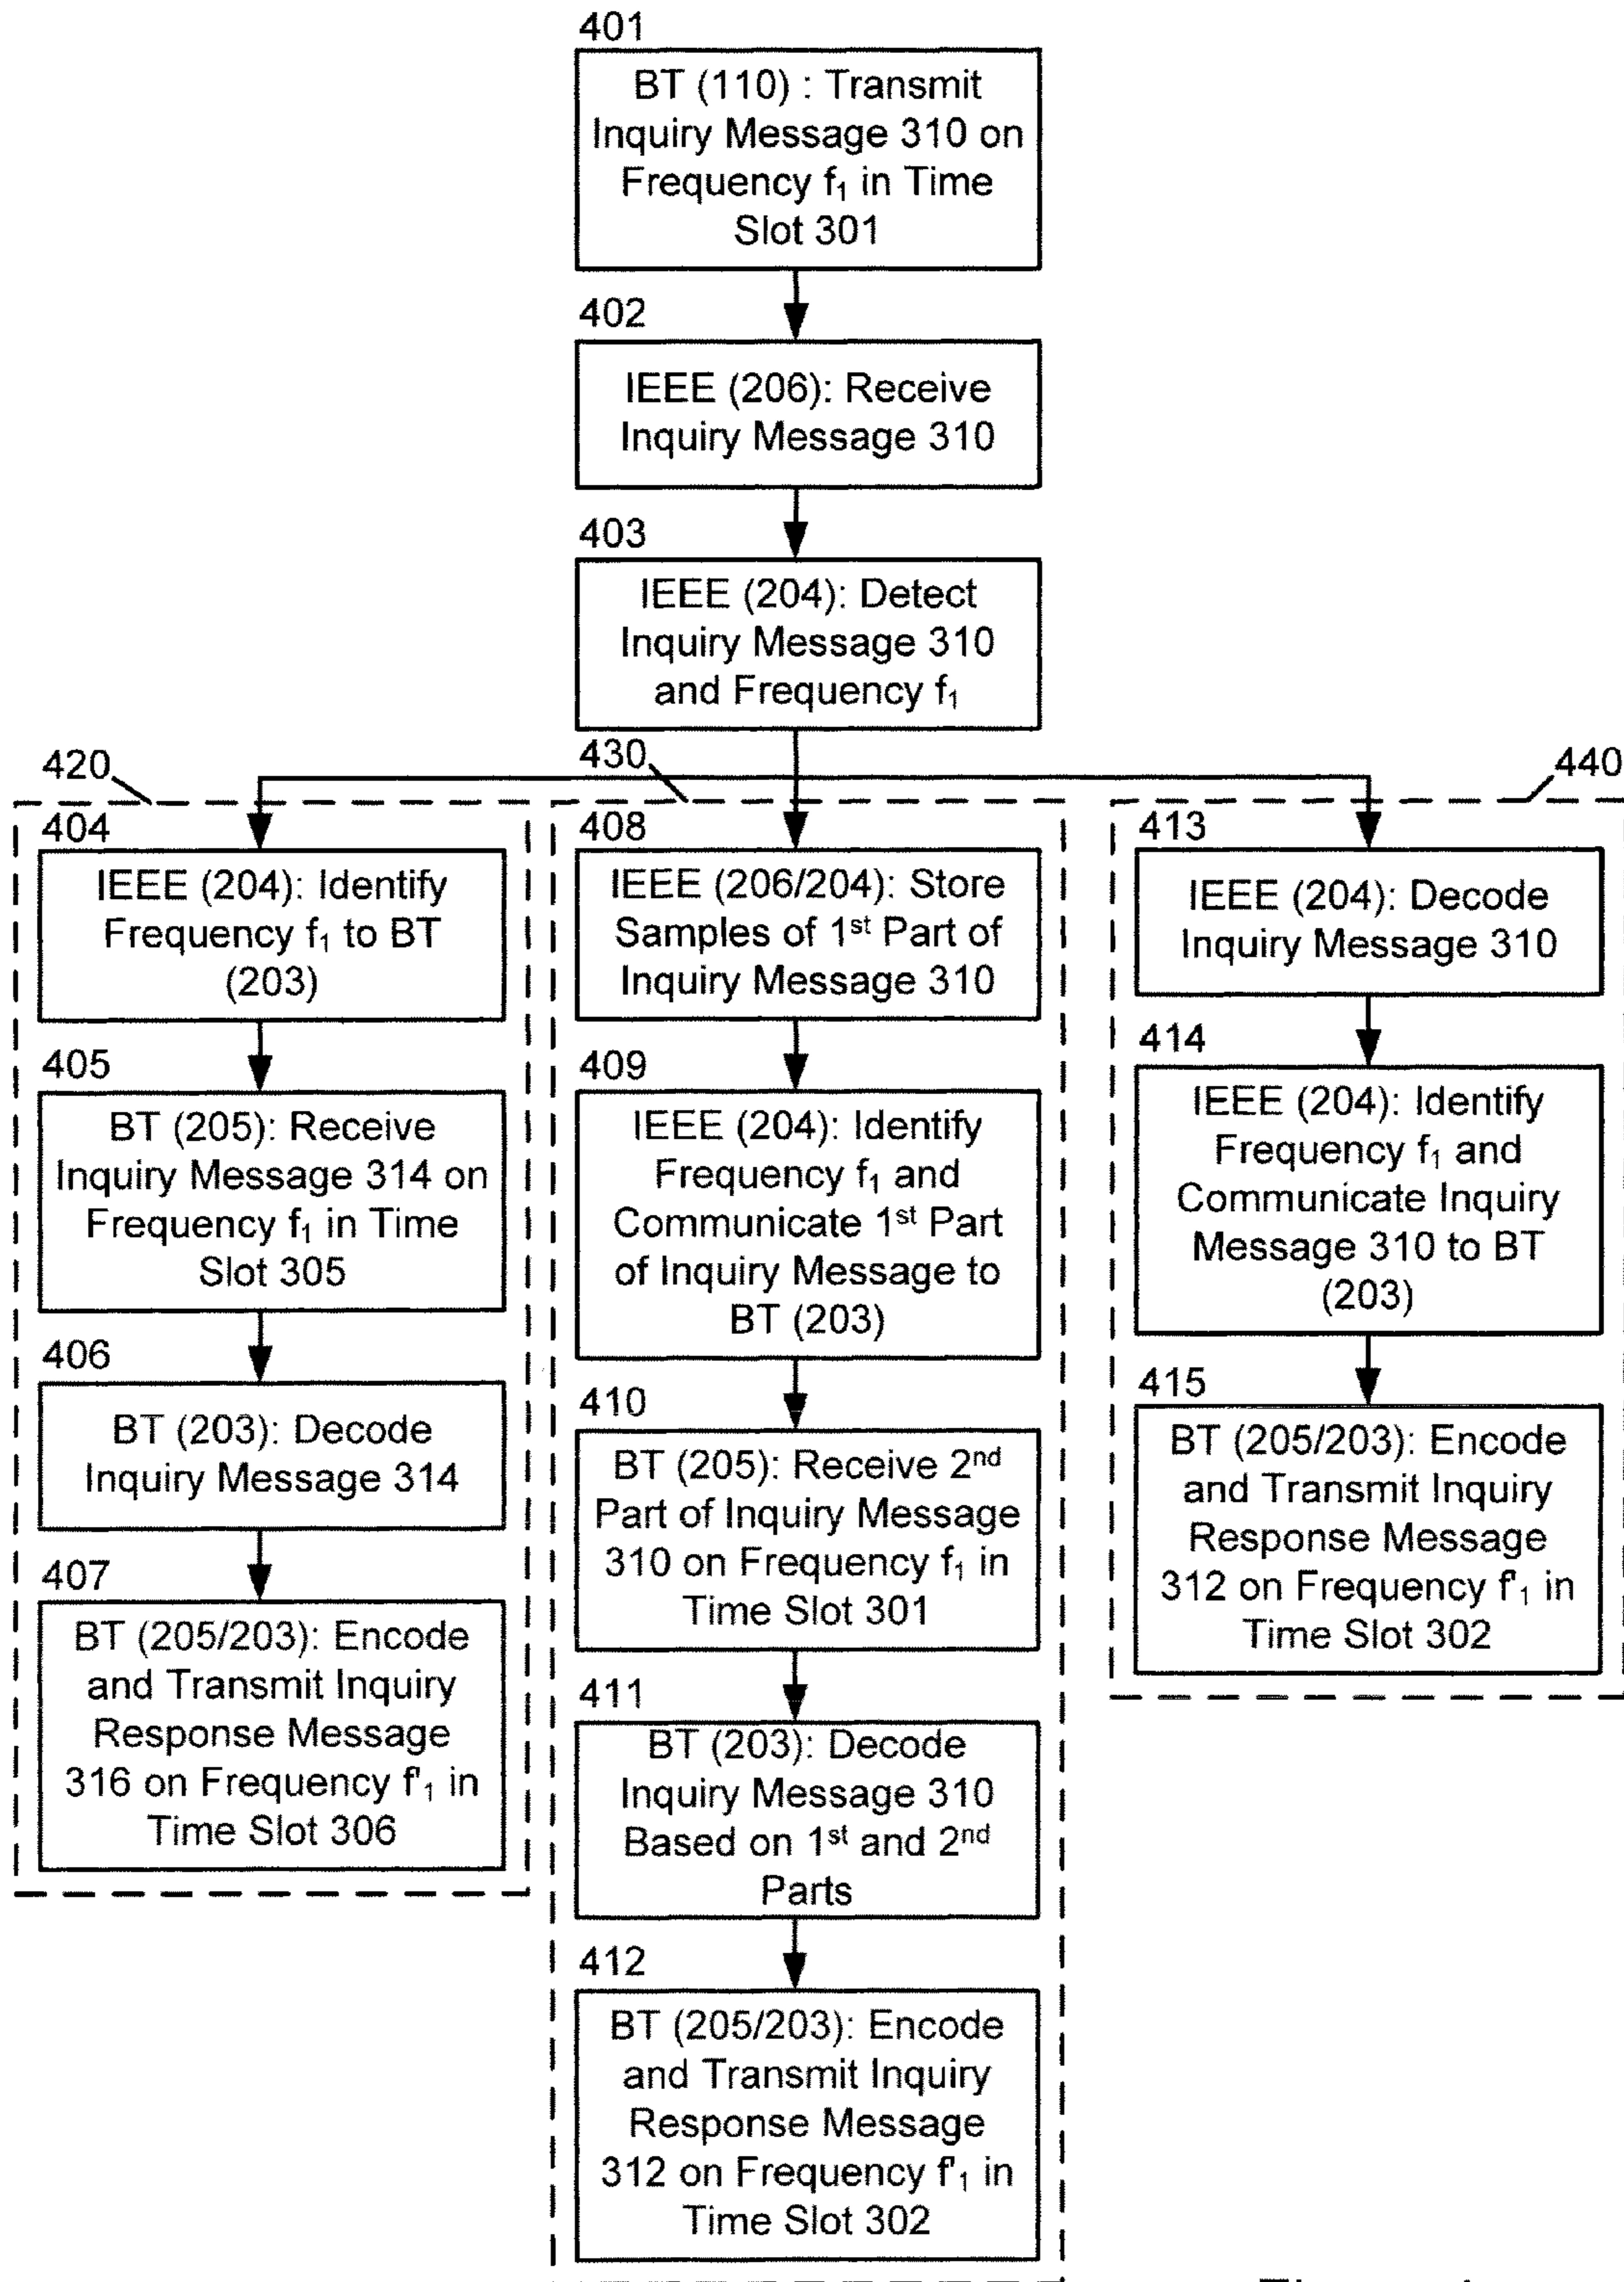 401
BT (110) : Transmit
Inquiry Message 310 on
Frequency f₁ in Time
Slot 301
402
IEEE (206): Receive
Inquiry Message 310
403
IEEE (204): Detect
Inquiry Message 310
and Frequency f₁
420
404
IEEE (204): Identify
Frequency f₁ to BT
(203)
405
BT (205): Receive
Inquiry Message 314 on
Frequency f₁ in Time
Slot 305
406
BT (203): Decode
Inquiry Message 314
407
BT (205/203): Encode
and Transmit Inquiry
Response Message
316 on Frequency f'₁ in
Time Slot 306
430
408
IEEE (206/204): Store
Samples of 1ˢᵗ Part of
Inquiry Message 310
409
IEEE (204): Identify
Frequency f₁ and
Communicate 1ˢᵗ Part
of Inquiry Message to
BT (203)
410
BT (205): Receive 2ⁿᵈ
Part of Inquiry Message
310 on Frequency f₁ in
Time Slot 301
411
BT (203): Decode
Inquiry Message 310
Based on 1ˢᵗ and 2ⁿᵈ
Parts
412
BT (205/203): Encode
and Transmit Inquiry
Response Message
312 on Frequency f'₁ in
Time Slot 302
440
413
IEEE (204): Decode
Inquiry Message 310
414
IEEE (204): Identify
Frequency f₁ and
Communicate Inquiry
Message 310 to BT
(203)
415
BT (205/203): Encode
and Transmit Inquiry
Response Message
312 on Frequency f'₁ in
Time Slot 302